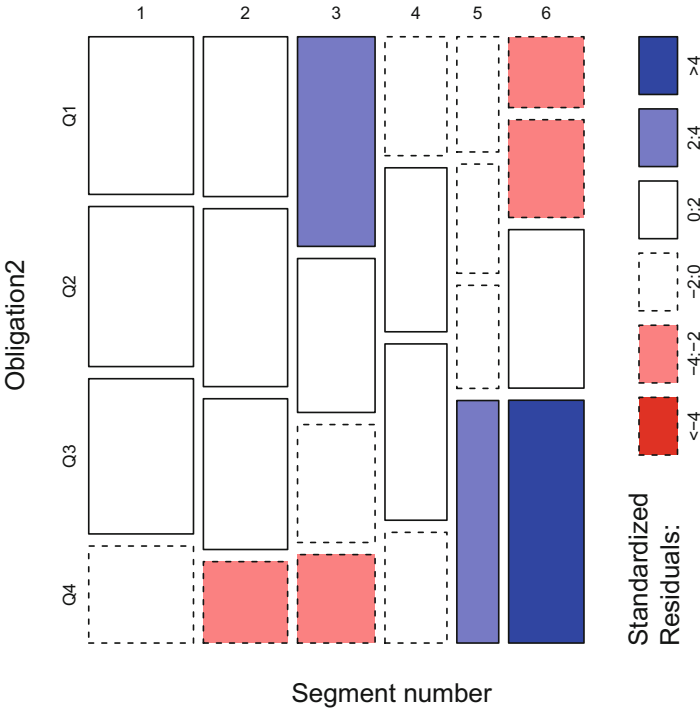 1 2 3 4 5 6
Q1
Q2
Q3
Q4
Obligation2
Segment number
Standardized
Residuals:
<−4
−4:−2
−2:0
0:2
2:4
>4